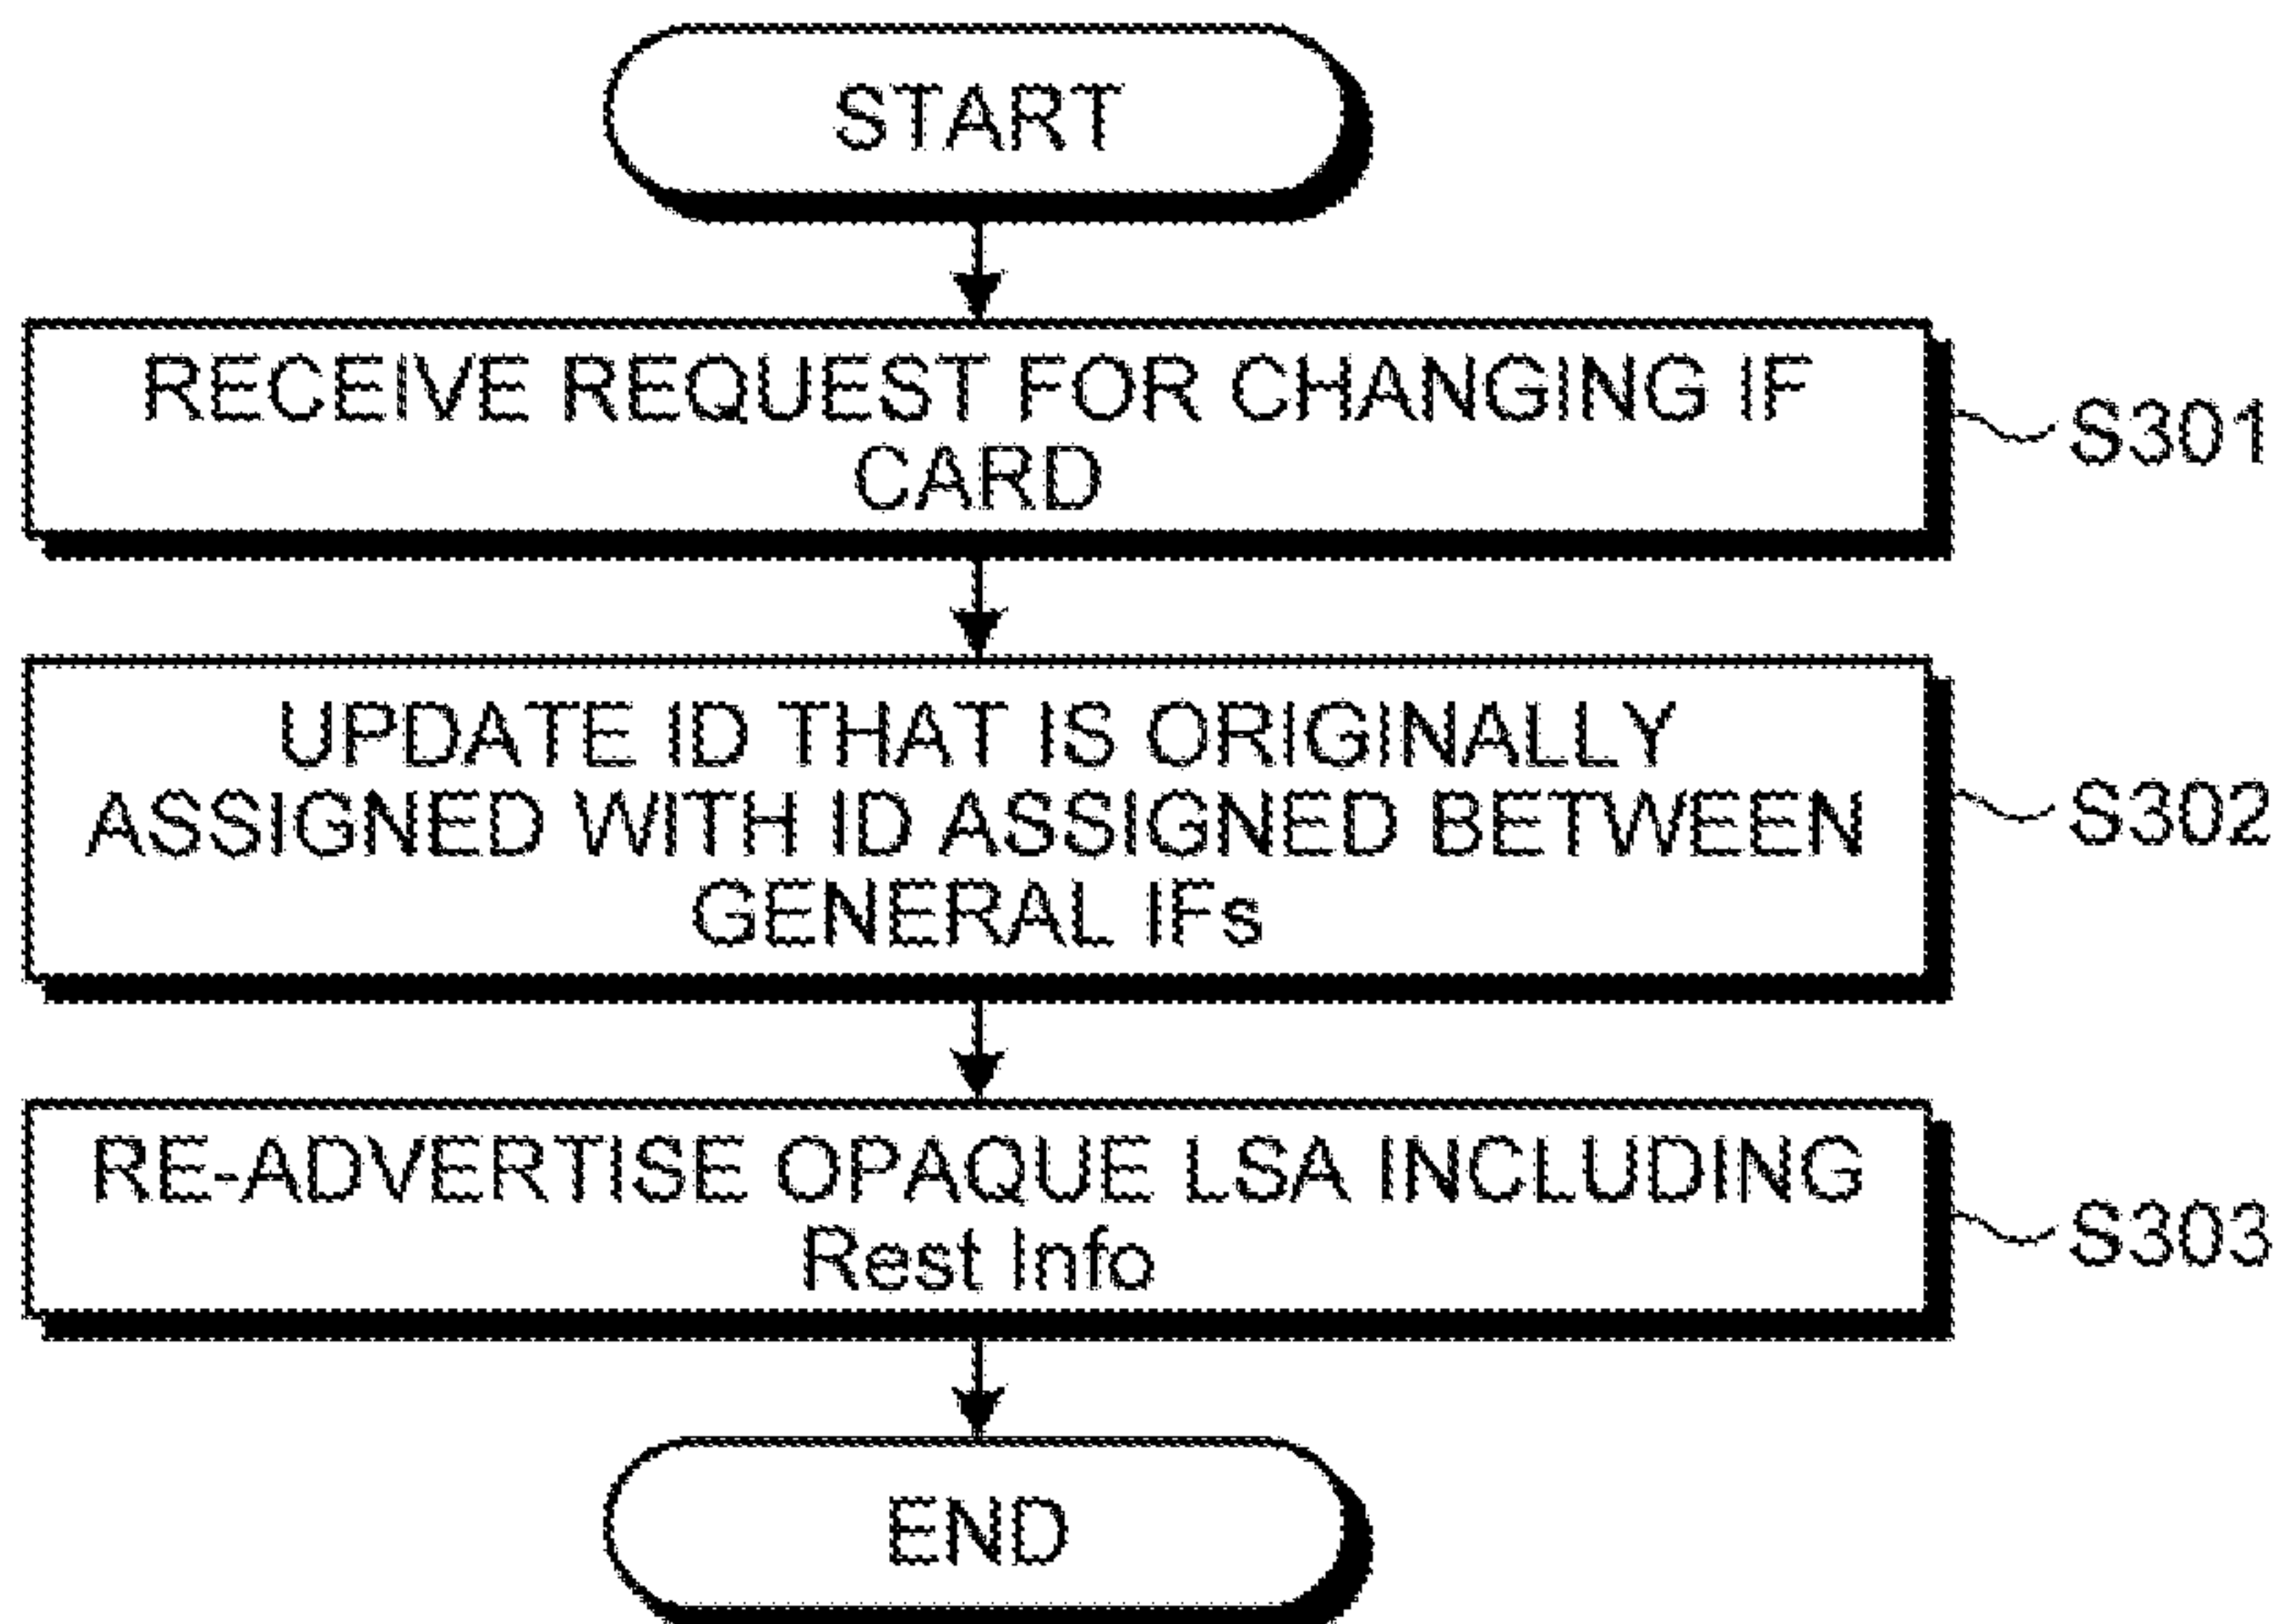 START
RECEIVE REQUEST FOR CHANGING IF
CARD
S301
UPDATE ID THAT IS ORIGINALLY
ASSIGNED WITH ID ASSIGNED BETWEEN
GENERAL IFs
S302
RE-ADVERTISE OPAQUE LSA INCLUDING
Rest Info
S303
END